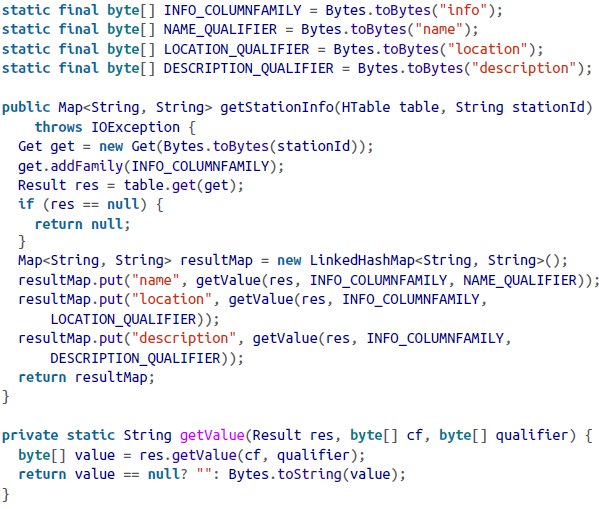 static final byte[] INFO_COLUMNFAMILY = Bytes.toBytes("info");
static final byte[] NAME_QUALIFIER = Bytes.toBytes("name");
static final byte[] LOCATION_QUALIFIER = Bytes.toBytes("location");
static final byte[] DESCRIPTION_QUALIFIER = Bytes.toBytes("description");

public Map<String, String> getStationInfo(HTable table, String stationId)
    throws IOException {
  Get get = new Get(Bytes.toBytes(stationId));
  get.addFamily(INFO_COLUMNFAMILY);
  Result res = table.get(get);
  if (res == null) {
    return null;
  }
  Map<String, String> resultMap = new LinkedHashMap<String, String>();
  resultMap.put("name", getValue(res, INFO_COLUMNFAMILY, NAME_QUALIFIER));
  resultMap.put("location", getValue(res, INFO_COLUMNFAMILY,
      LOCATION_QUALIFIER));
  resultMap.put("description", getValue(res, INFO_COLUMNFAMILY,
      DESCRIPTION_QUALIFIER));
  return resultMap;
}

private static String getValue(Result res, byte[] cf, byte[] qualifier) {
  byte[] value = res.getValue(cf, qualifier);
  return value == null? "": Bytes.toString(value);
}